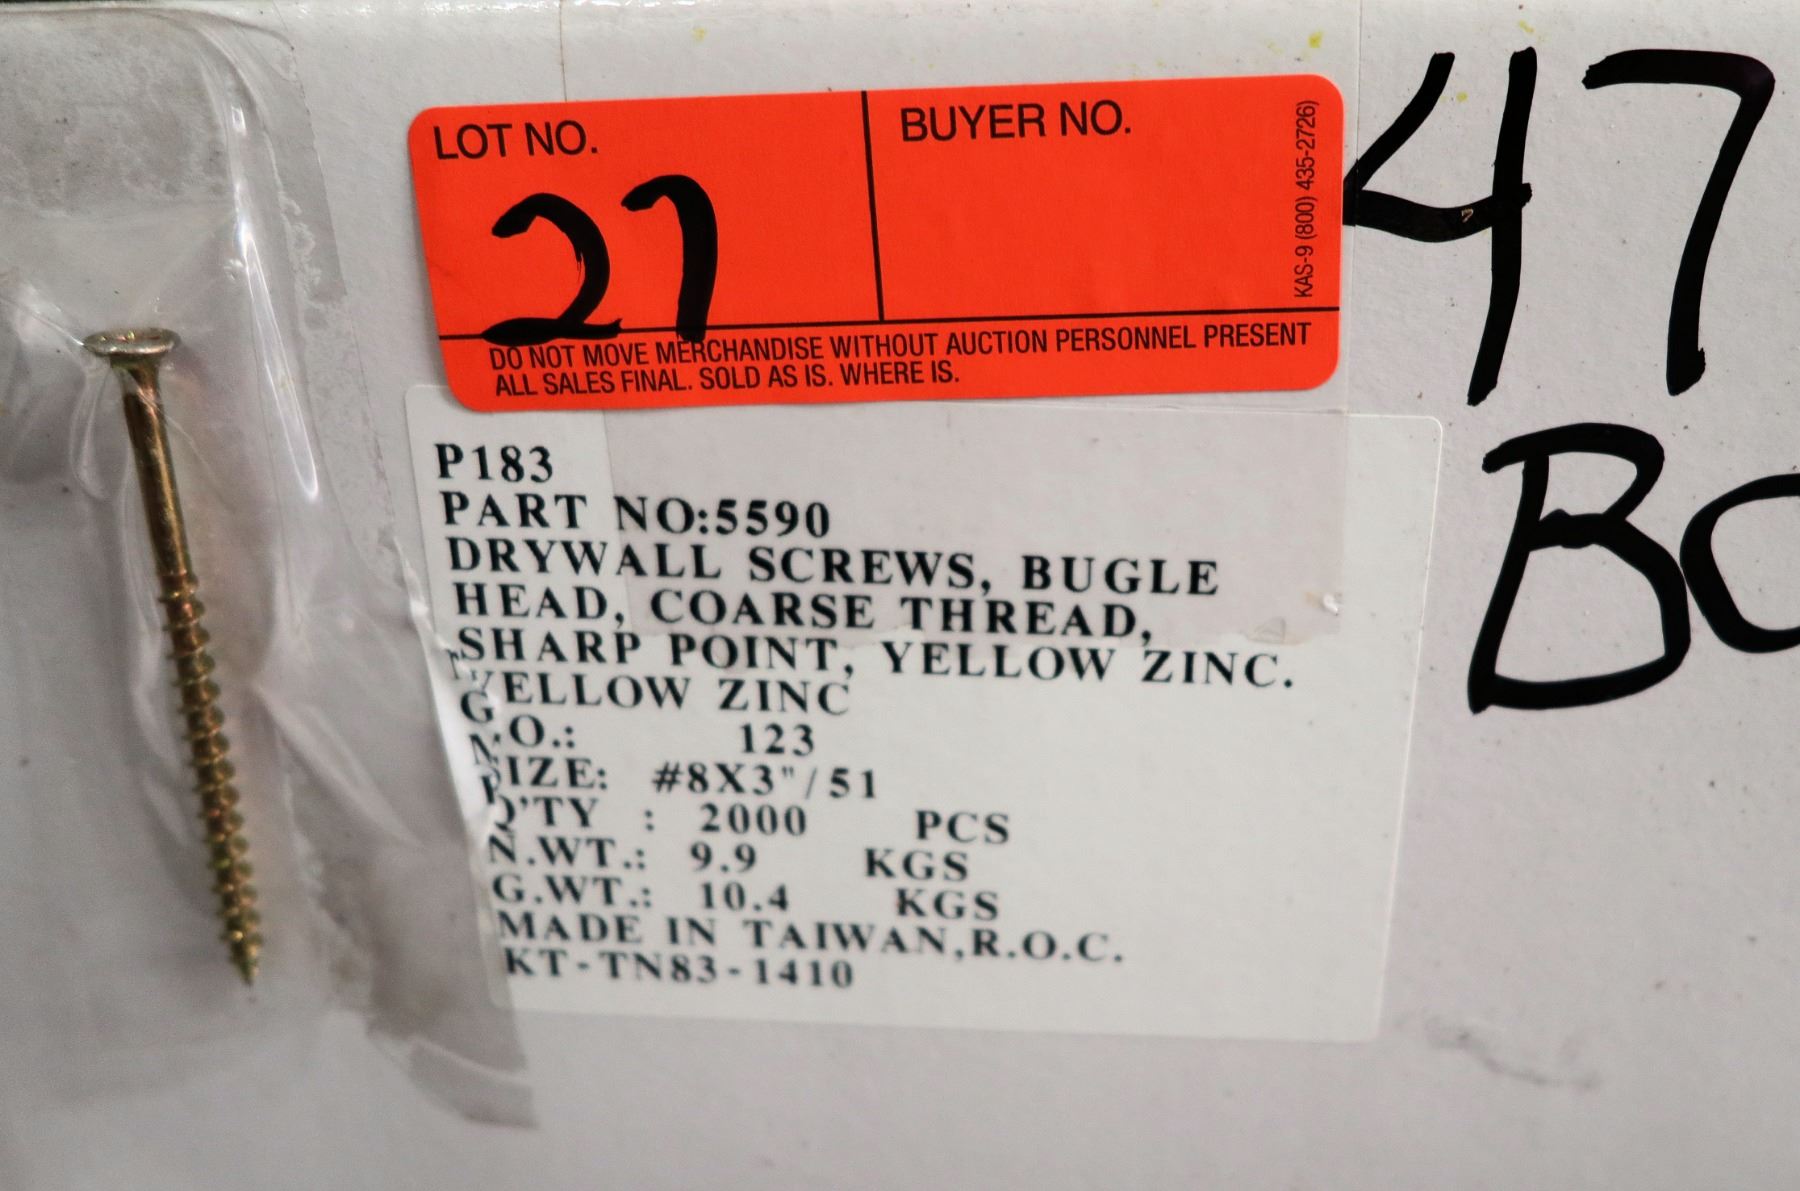 LOT NO.
27
BUYER NO.
KAS-9 (800) 435-2726)
DO NOT MOVE MERCHANDISE WITHOUT AUCTION PERSONNEL PRESENT
ALL SALES FINAL. SOLD AS IS. WHERE IS.
47
BO
P183
PART NO:5590
DRYWALL SCREWS, BUGLE
HEAD, COARSE THREAD,
SHARP POINT, YELLOW ZINC.
YELLOW ZINC
G.O.: 123
SIZE: #8X3"/51
Q'TY : 2000 PCS
N.WT.: 9.9 KGS
G.WT.: 10.4 KGS
MADE IN TAIWAN,R.O.C.
KT-TN83-1410